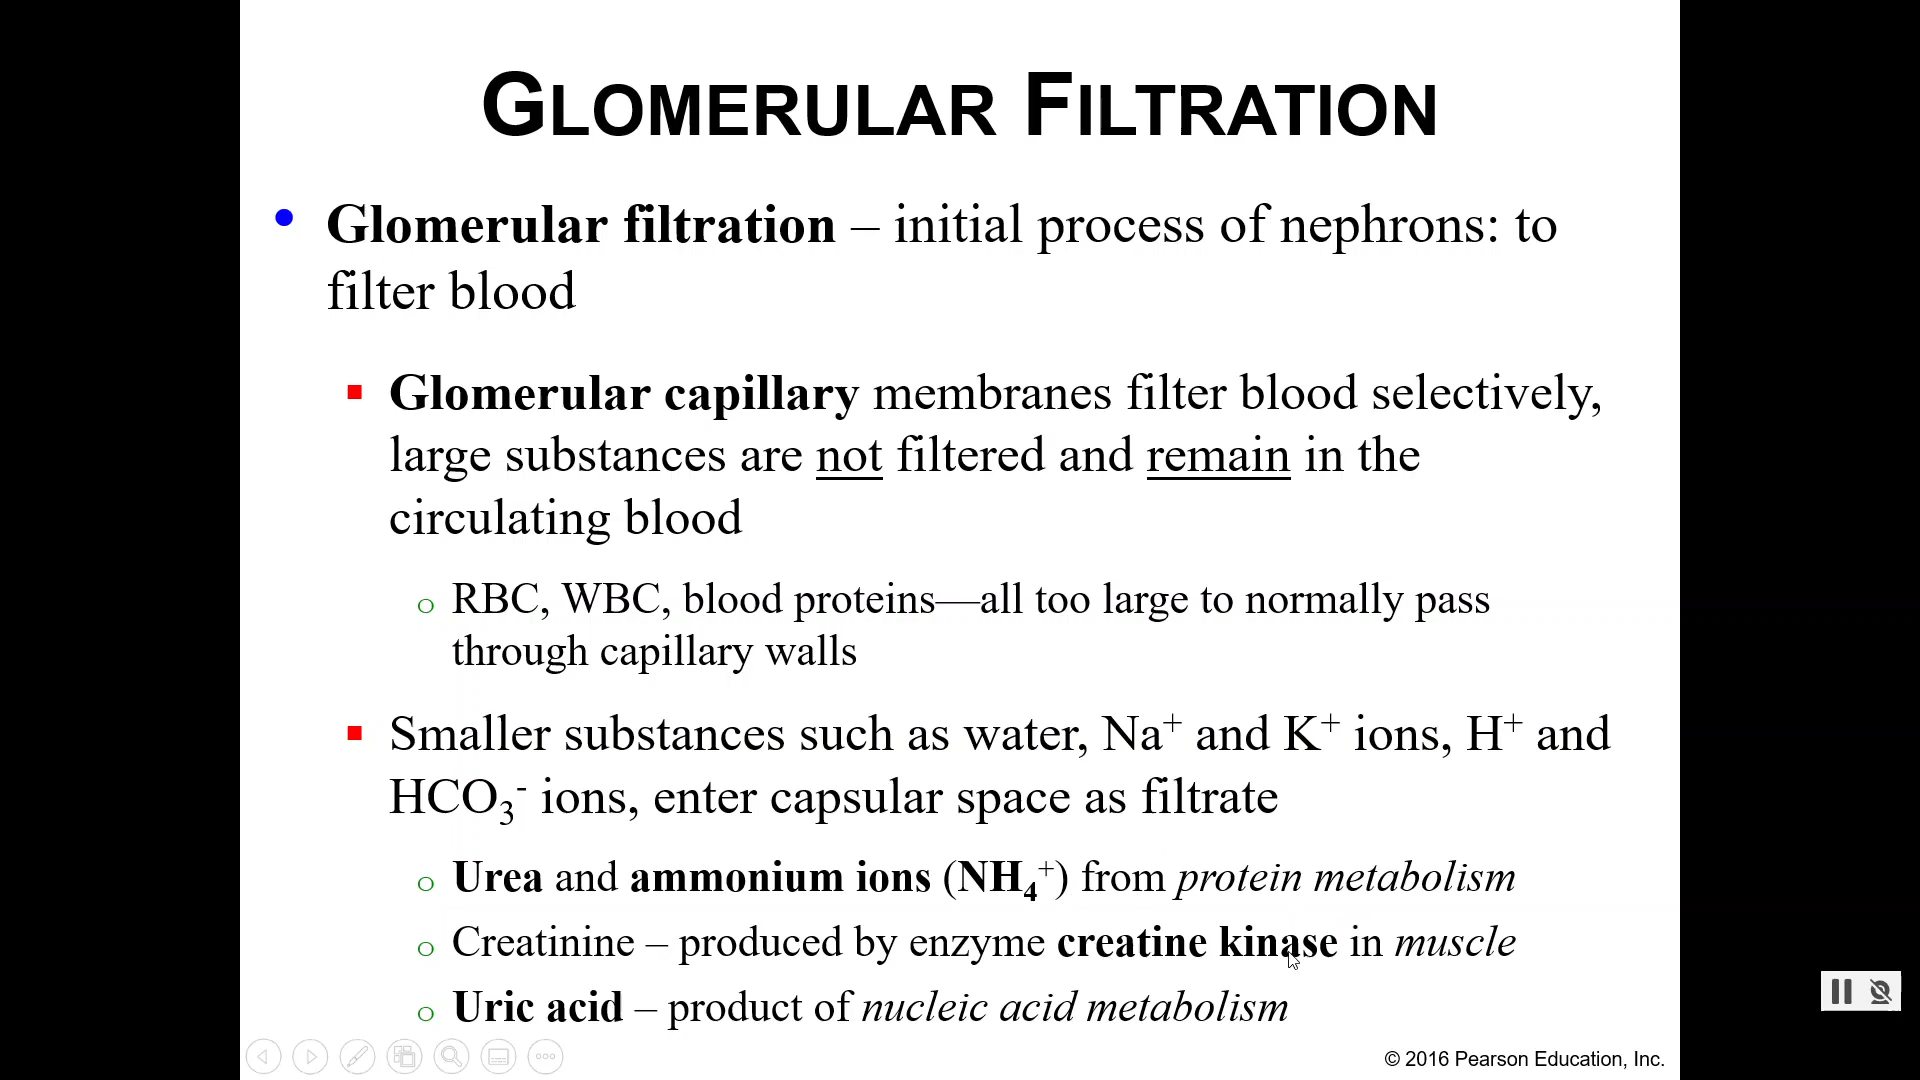 GLOMERULAR FILTRATION
• Glomerular filtration – initial process of nephrons: to
filter blood
▪ Glomerular capillary membranes filter blood selectively,
large substances are not filtered and remain in the
circulating blood
o RBC, WBC, blood proteins—all too large to normally pass
through capillary walls
▪ Smaller substances such as water, Na⁺ and K⁺ ions, H⁺ and
HCO₃⁻ ions, enter capsular space as filtrate
o Urea and ammonium ions (NH₄⁺) from protein metabolism
o Creatinine – produced by enzyme creatine kinase in muscle
o Uric acid – product of nucleic acid metabolism
© 2016 Pearson Education, Inc.